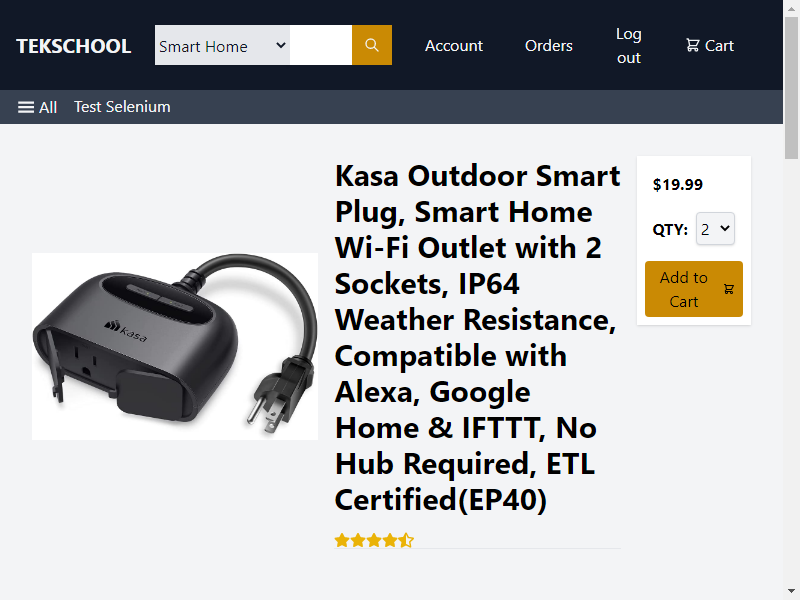 TEKSCHOOL
Smart Home
Account
Orders
Log
out
Cart
All
Test Selenium
Kasa Outdoor Smart
Plug, Smart Home
Wi-Fi Outlet with 2
Sockets, IP64
Weather Resistance,
Compatible with
Alexa, Google
Home & IFTTT, No
Hub Required, ETL
Certified(EP40)
$19.99
QTY: 2
Add to
Cart
kasa